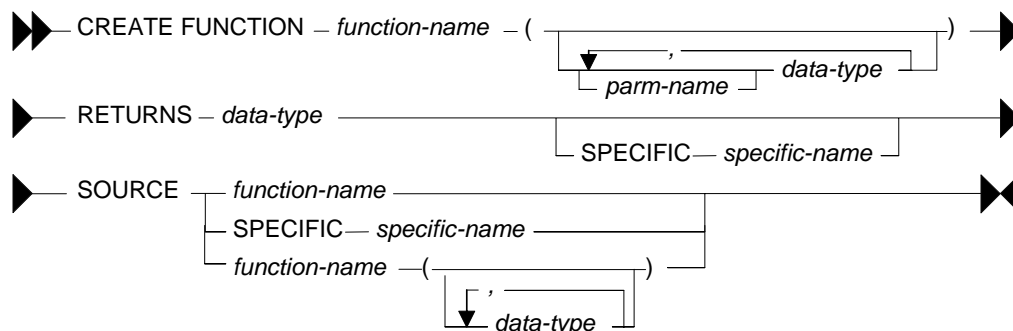 CREATE FUNCTION function-name ( )
,
parm-name data-type
RETURNS data-type
SPECIFIC specific-name
SOURCE function-name
SPECIFIC specific-name
function-name ( )
,
data-type